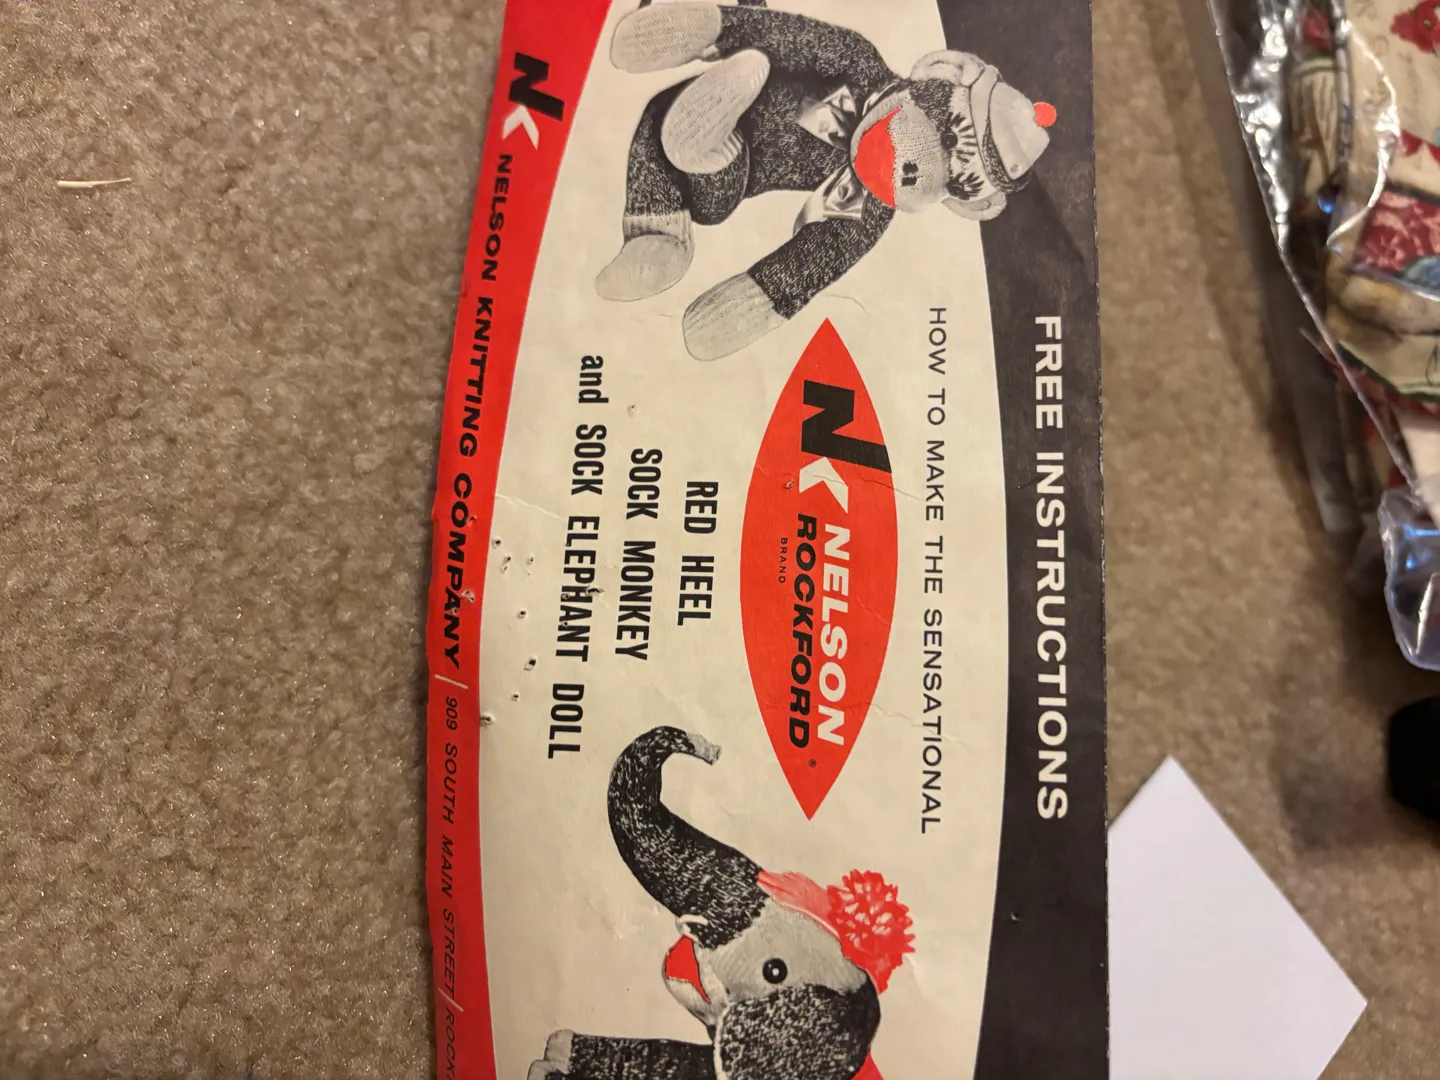 FREE INSTRUCTIONS
HOW TO MAKE THE SENSATIONAL
NK NELSON
ROCKFORD®
BRAND
RED HEEL
SOCK MONKEY
and SOCK ELEPHANT DOLL
NK NELSON KNITTING COMPANY / 909 SOUTH MAIN STREET / ROCK